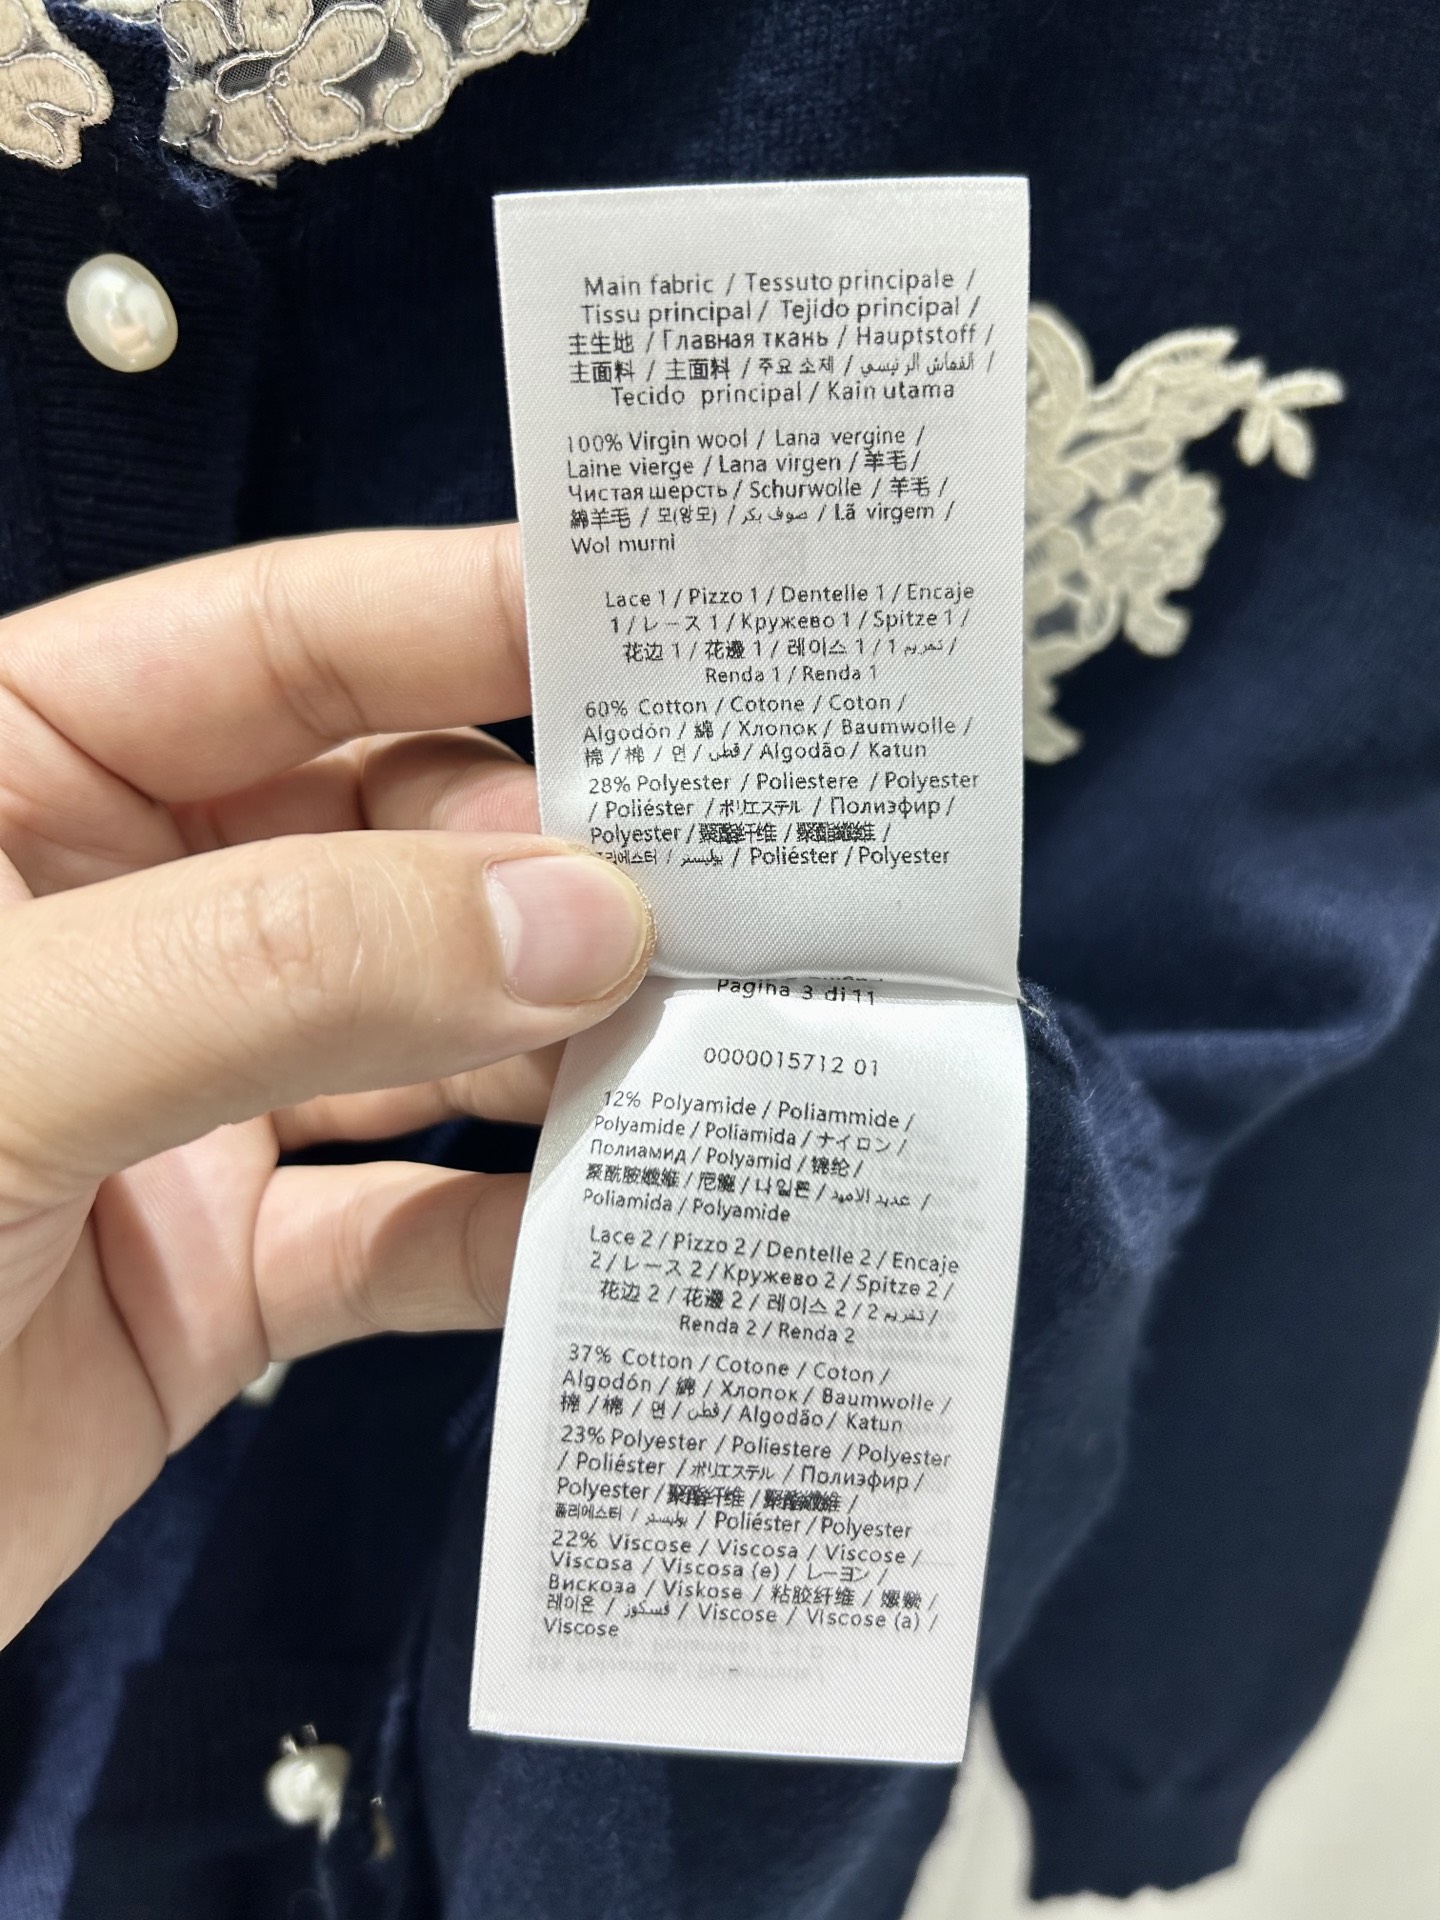 Main fabric / Tessuto principale /
Tissu principal / Tejido principal /
主生地 / Главная ткань / Hauptstoff /
主面料 / 主面料 / 주요 소재 / القماش الرئيسي /
Tecido principal / Kain utama
100% Virgin wool / Lana vergine /
Laine vierge / Lana virgen / 羊毛 /
Чистая шерсть / Schurwolle / 羊毛 /
綿羊毛 / 모(양모) / صوف بكر / Lã virgem /
Wol murni
Lace 1 / Pizzo 1 / Dentelle 1 / Encaje
1 / レース 1 / Кружево 1 / Spitze 1 /
花边 1 / 花邊 1 / 레이스 1 / 1 تخريم /
Renda 1 / Renda 1
60% Cotton / Cotone / Coton /
Algodón / 綿 / Хлопок / Baumwolle /
棉 / 棉 / 면 / قطن / Algodão / Katun
28% Polyester / Poliestere / Polyester
/ Poliéster / ポリエステル / Полиэфир /
Polyester / 聚酯纤维 / 聚酯纖維 /
폴리에스터 / بوليستر / Poliéster / Polyester
Pagina 3 di 11
0000015712 01
12% Polyamide / Poliammide /
Polyamide / Poliamida / ナイロン /
Полиамид / Polyamid / 锦纶 /
聚酰胺纖維 / 尼龍 / 나일론 / عديد الاميد /
Poliamida / Polyamide
Lace 2 / Pizzo 2 / Dentelle 2 / Encaje
2 / レース 2 / Кружево 2 / Spitze 2 /
花边 2 / 花邊 2 / 레이스 2 / 2 تخريم /
Renda 2 / Renda 2
37% Cotton / Cotone / Coton /
Algodón / 綿 / Хлопок / Baumwolle /
棉 / 棉 / 면 / قطن / Algodão / Katun
23% Polyester / Poliestere / Polyester
/ Poliéster / ポリエステル / Полиэфир /
Polyester / 聚酯纤维 / 聚酯纖維 /
폴리에스터 / بوليستر / Poliéster / Polyester
22% Viscose / Viscosa / Viscose /
Viscosa / Viscosa (e) / レーヨン /
Вискоза / Viskose / 粘胶纤维 / 嫘縈 /
레이온 / فسكوز / Viscose / Viscose (a) /
Viscose